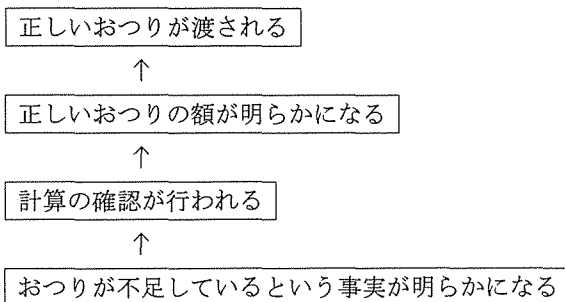 正しいおつりが渡される
↑
正しいおつりの額が明らかになる
↑
計算の確認が行われる
↑
おつりが不足しているという事実が明らかになる